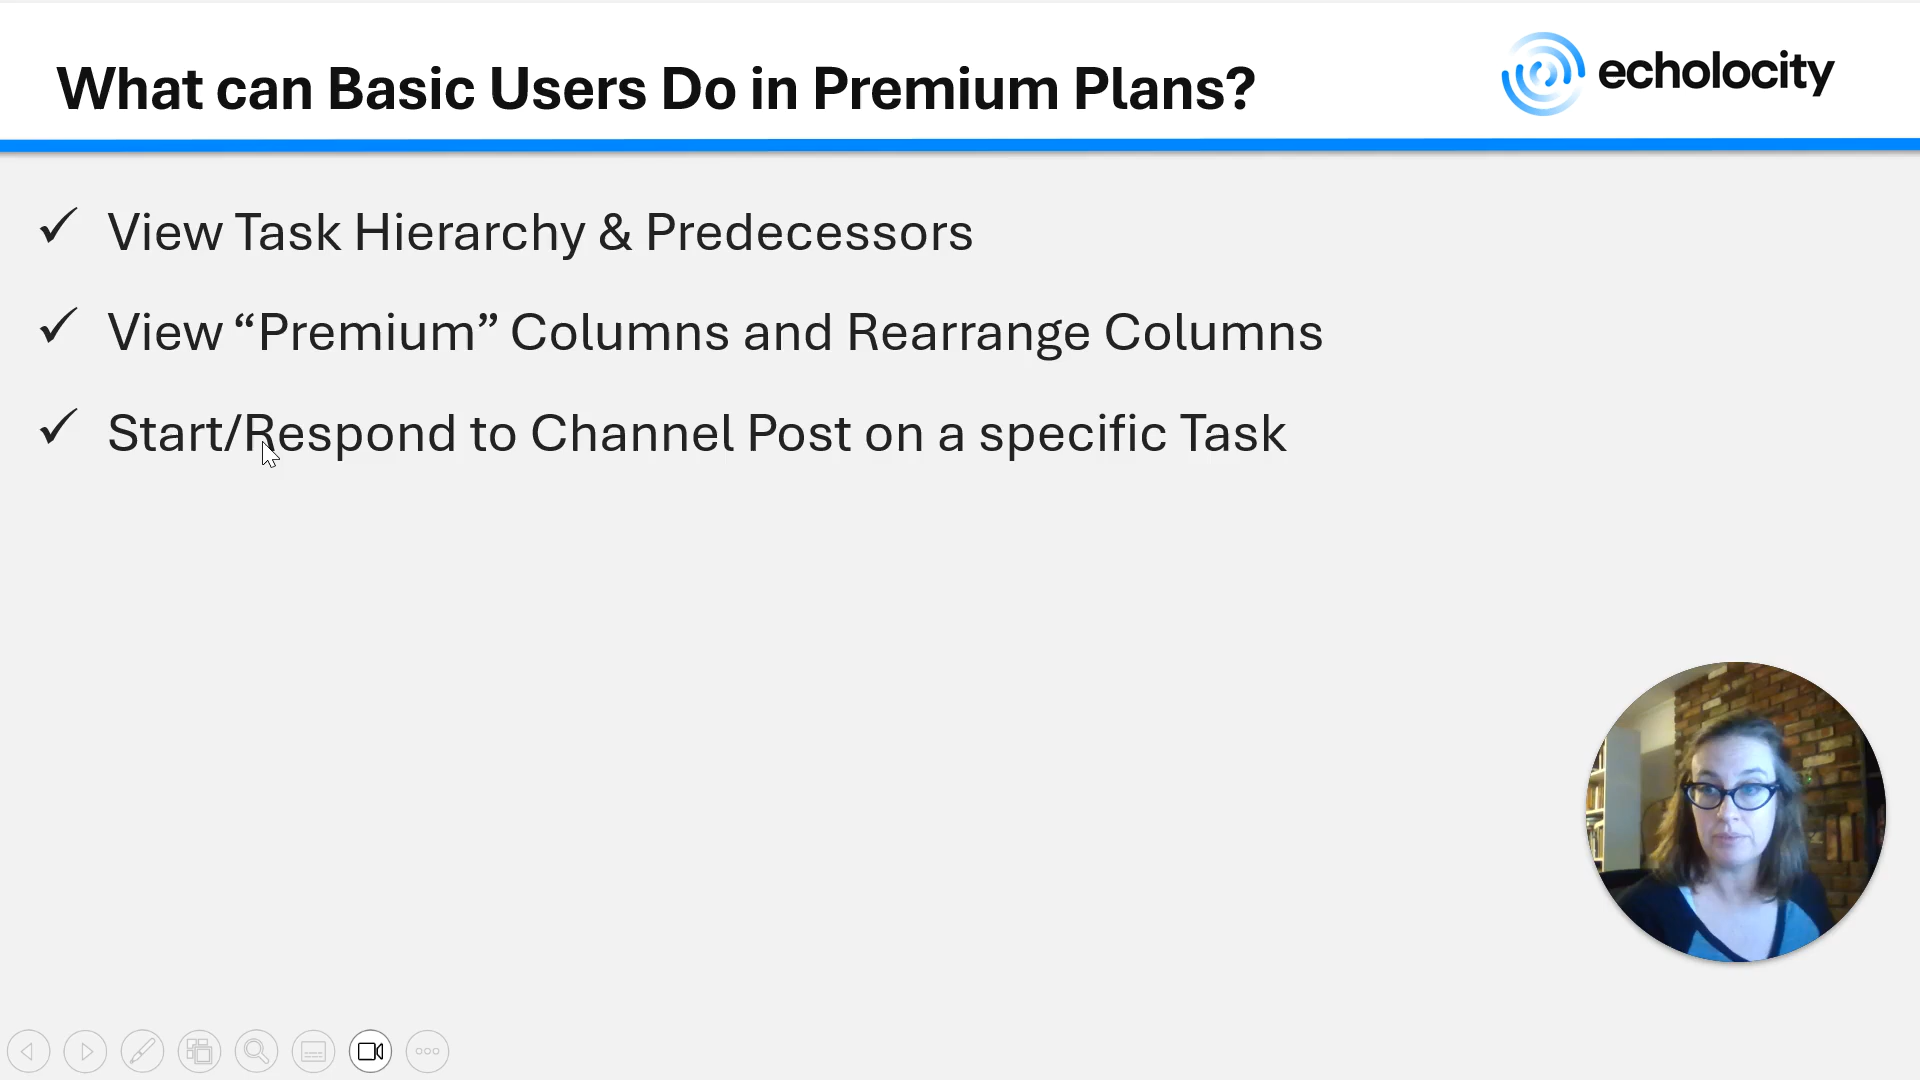 What can Basic Users Do in Premium Plans?
echolocity
View Task Hierarchy & Predecessors
View “Premium” Columns and Rearrange Columns
Start/Respond to Channel Post on a specific Task